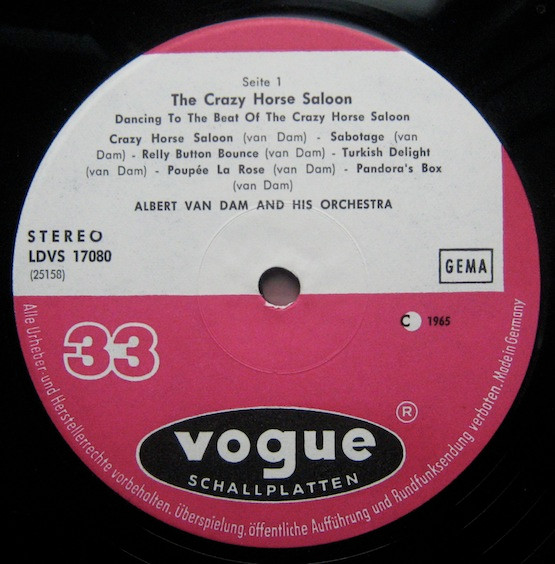 Seite 1
The Crazy Horse Saloon
Dancing To The Beat Of The Crazy Horse Saloon
Crazy Horse Saloon (van Dam) - Sabotage (van
Dam) - Relly Button Bounce (van Dam) - Turkish Delight
(van Dam) - Poupée La Rose (van Dam) - Pandora's Box
(van Dam)
ALBERT VAN DAM AND HIS ORCHESTRA
STEREO
LDVS 17080
(25158)
GEMA
33
C 1965
vogue ®
SCHALLPLATTEN
Alle Urheber-und Herstellerrechte vorbehalten. Überspielung, öffentliche Aufführung und Rundfunksendung verboten. Made in Germany